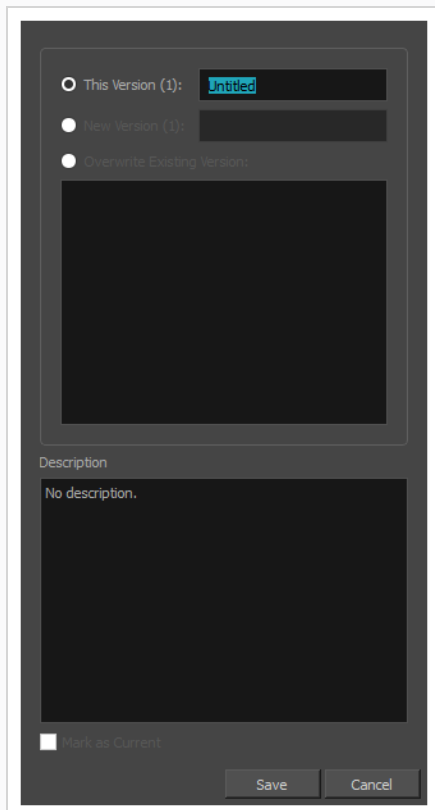 This Version (1):
Untitled
New Version (1):
Overwrite Existing Version:
Description
No description.
Mark as Current
Save
Cancel